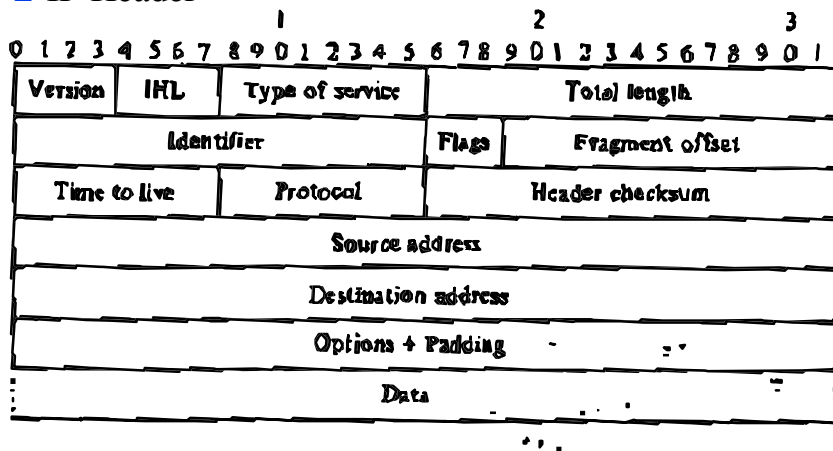 IP Header
1 2 3
0 1 2 3 4 5 6 7 8 9 0 1 2 3 4 5 6 7 8 9 0 1 2 3 4 5 6 7 8 9 0 1
Version IHL Type of service Total length
Identifier Flags Fragment offset
Time to live Protocol Header checksum
Source address
Destination address
Options + Padding
Data